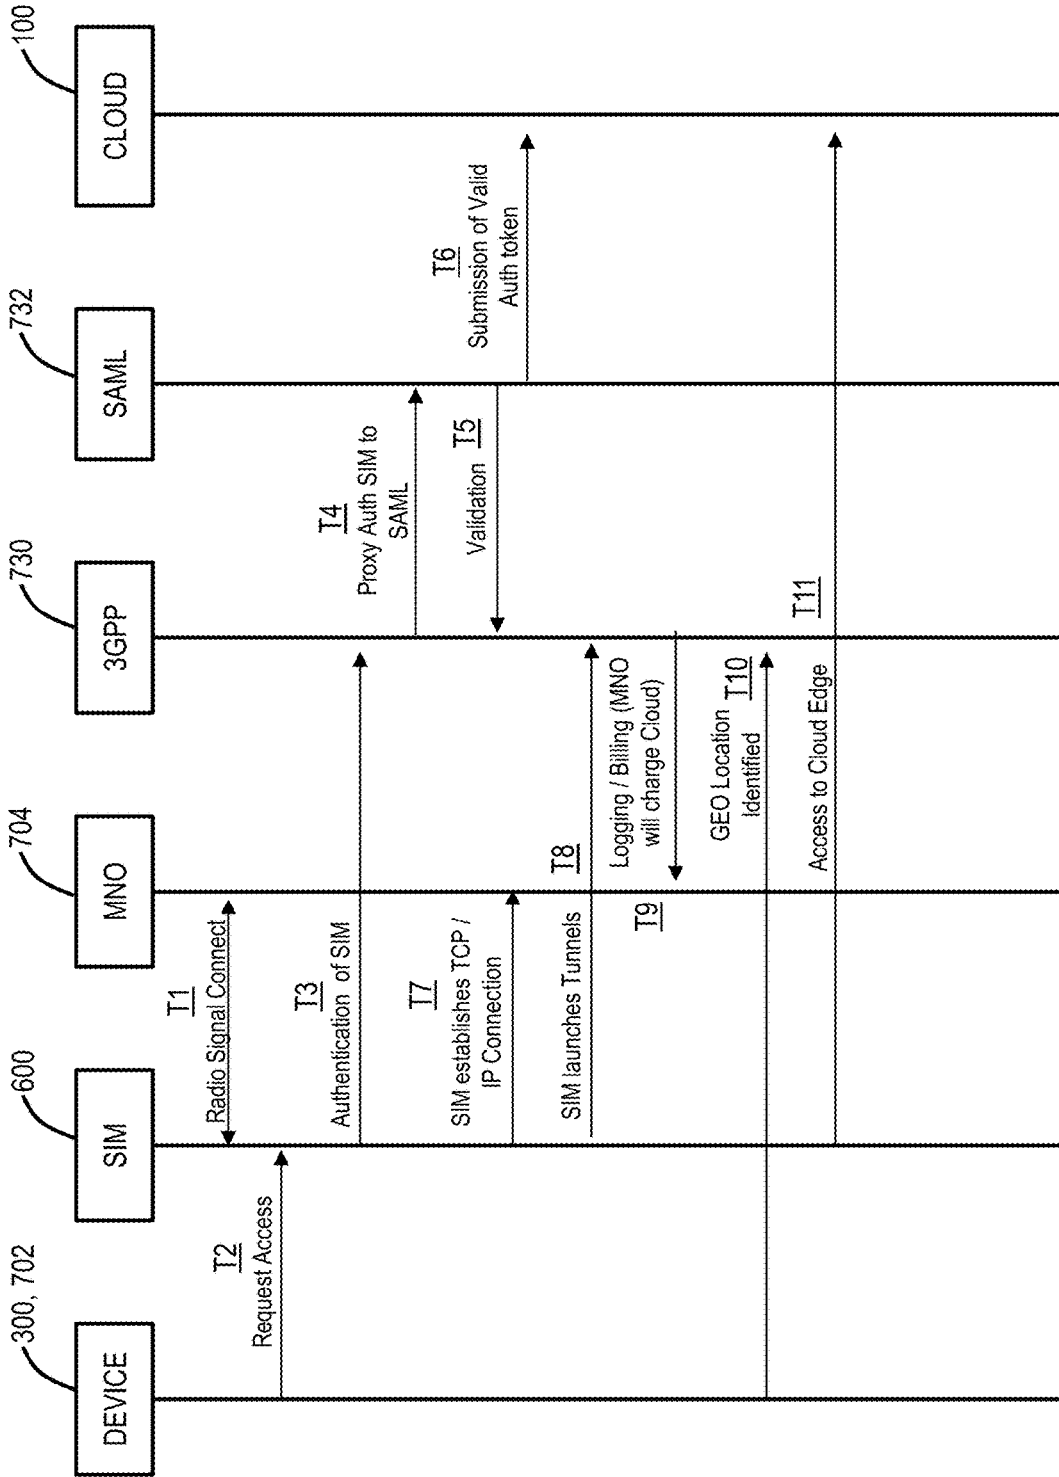 300, 702
600
704
730
732
100
DEVICE
SIM
MNO
3GPP
SAML
CLOUD
T1
Radio Signal Connect
T2
Request Access
T3
Authentication of SIM
T4
Proxy Auth SIM to
SAML
Validation T5
T6
Submission of Valid
Auth token
T7
SIM establishes TCP /
IP Connection
SIM launches Tunnels
T8
T9
Logging / Billing (MNO
will charge Cloud)
GEO Location
Identified
T10
Access to Cloud Edge
T11